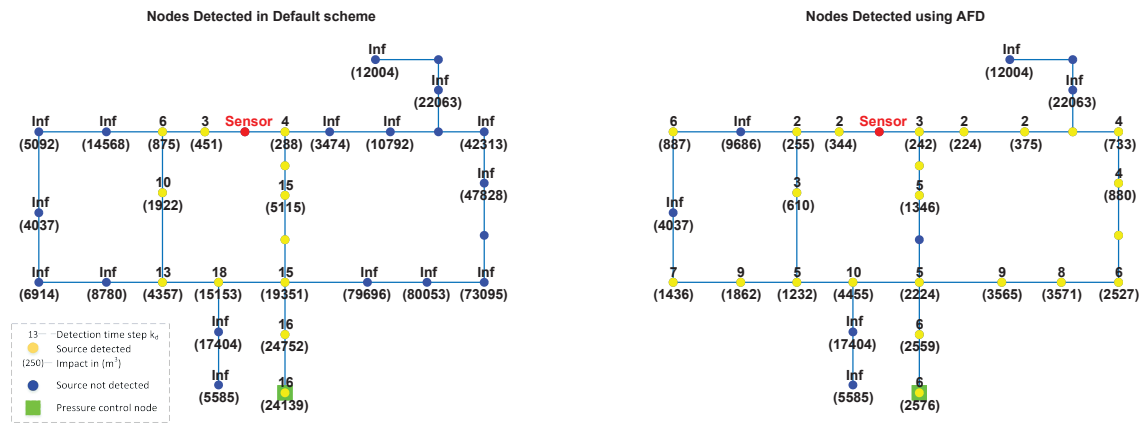 Nodes Detected in Default scheme
Inf
(12004)
Inf
(22063)
Inf Inf 6 3 Sensor 4 Inf Inf Inf
(5092) (14568) (875) (451) (288) (3474) (10792) (42313)
10 15 Inf
(1922) (5115) (47828)
Inf
(4037)
Inf Inf 13 18 15 Inf Inf Inf
(6914) (8780) (4357) (15153) (19351) (79696) (80053) (73095)
Inf 16
(17404) (24752)
Inf 16
(5585) (24139)
13 Detection time step kd
Source detected
(250) Impact in (m³)
Source not detected
Pressure control node
Nodes Detected using AFD
Inf
(12004)
Inf
(22063)
6 Inf 2 2 Sensor 3 2 2 4
(887) (9686) (255) (344) (242) (224) (375) (733)
3 5 4
(610) (1346) (880)
Inf
(4037)
7 9 5 10 5 9 8 6
(1436) (1862) (1232) (4455) (2224) (3565) (3571) (2527)
Inf 6
(17404) (2559)
Inf 6
(5585) (2576)